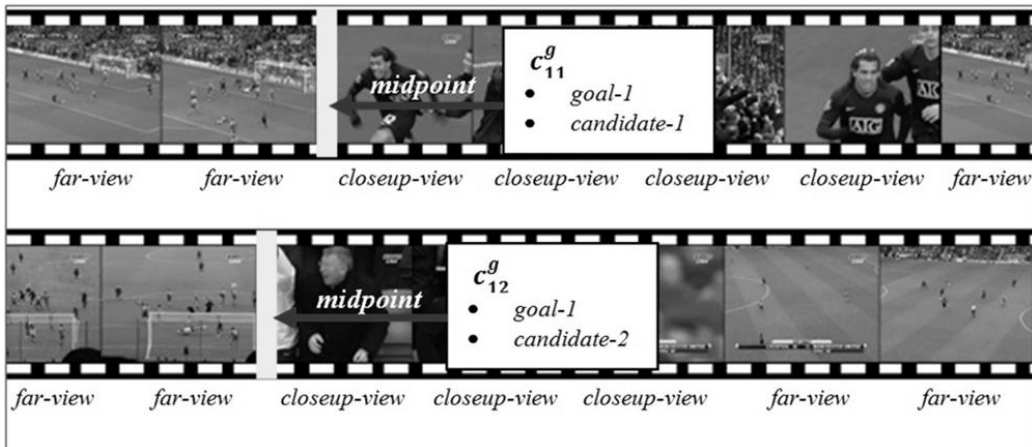 midpoint
c^g_11
• goal-1
• candidate-1
AIG
far-view far-view closeup-view closeup-view closeup-view closeup-view far-view
midpoint
c^g_12
• goal-1
• candidate-2
far-view far-view closeup-view closeup-view closeup-view far-view far-view